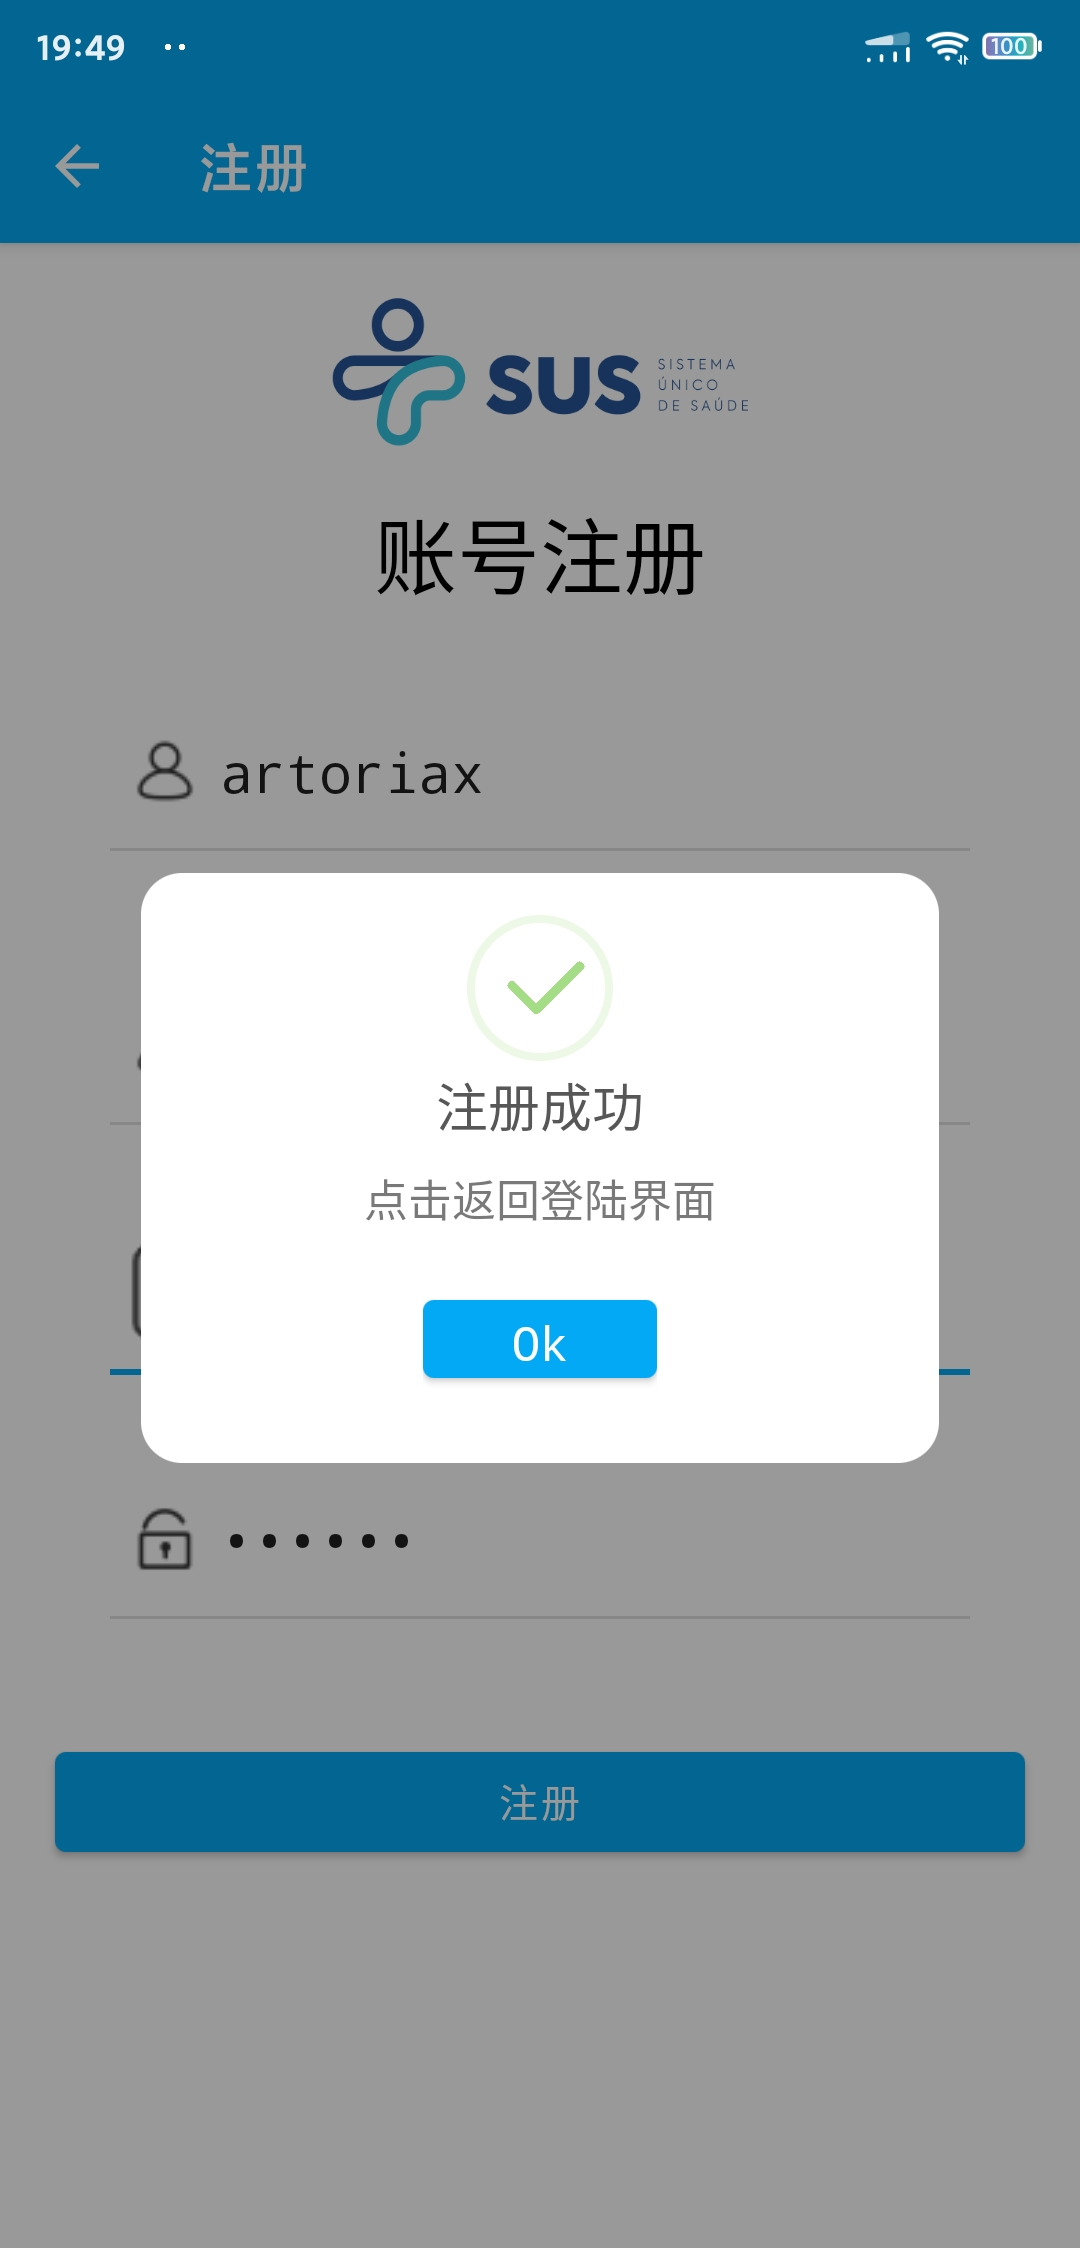 19:49
100
注册
SUS
SISTEMA
ÚNICO
DE SAÚDE
账号注册
artoriax
注册成功
点击返回登陆界面
Ok
••••••
注册